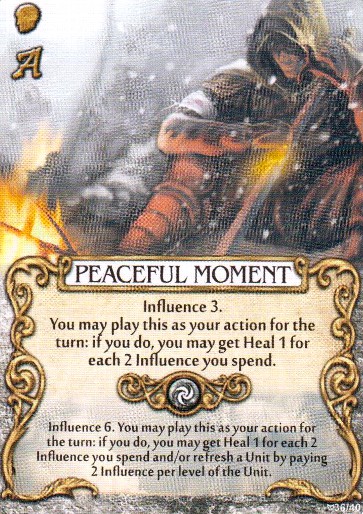 A
PEACEFUL MOMENT
Influence 3.
You may play this as your action for the
turn: if you do, you may get Heal 1 for
each 2 Influence you spend.
Influence 6. You may play this as your action for
the turn: if you do, you may get Heal 1 for each 2
Influence you spend and/or refresh a Unit by paying
2 Influence per level of the Unit.